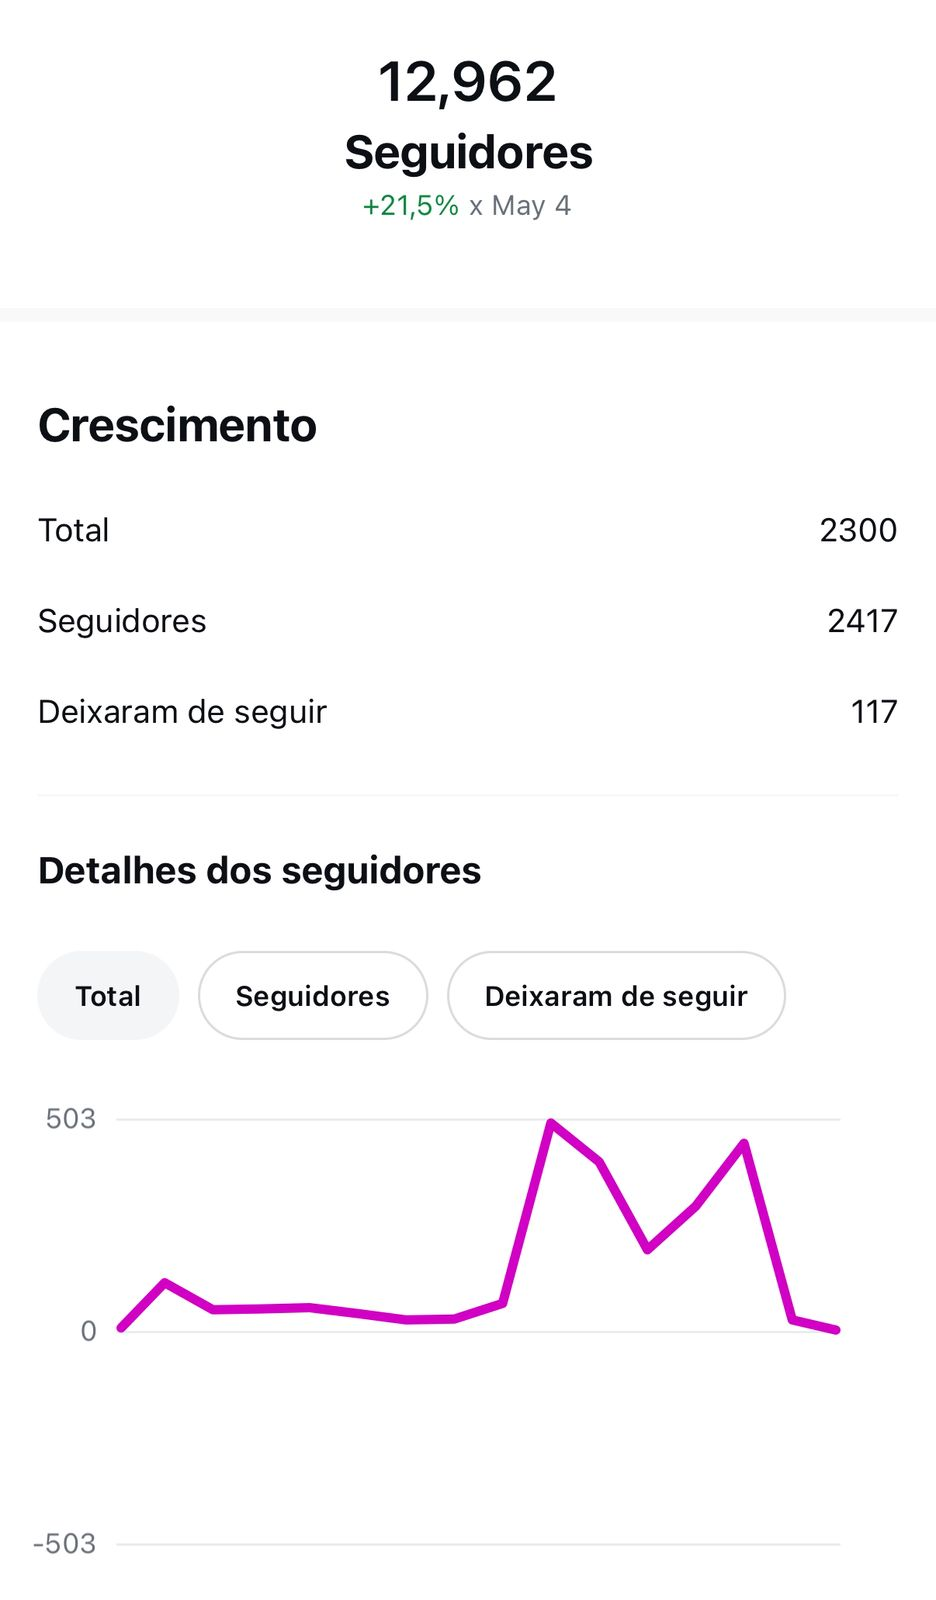 12,962
Seguidores
+21,5% x May 4
Crescimento
Total 2300
Seguidores 2417
Deixaram de seguir 117
Detalhes dos seguidores
Total Seguidores Deixaram de seguir
503
0
-503